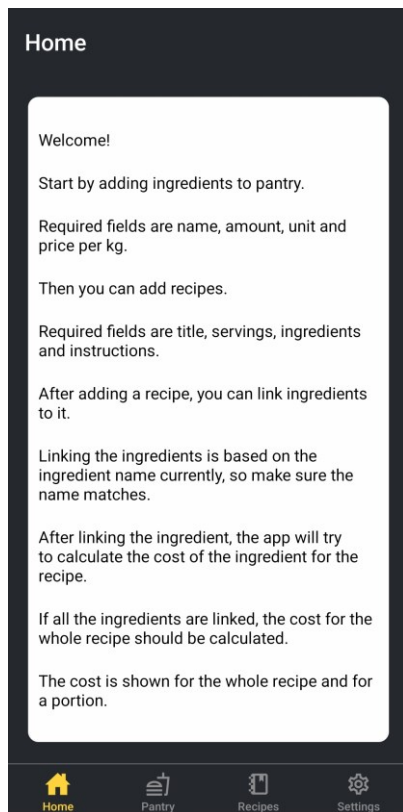 Home
Welcome!
Start by adding ingredients to pantry.
Required fields are name, amount, unit and
price per kg.
Then you can add recipes.
Required fields are title, servings, ingredients
and instructions.
After adding a recipe, you can link ingredients
to it.
Linking the ingredients is based on the
ingredient name currently, so make sure the
name matches.
After linking the ingredient, the app will try
to calculate the cost of the ingredient for the
recipe.
If all the ingredients are linked, the cost for the
whole recipe should be calculated.
The cost is shown for the whole recipe and for
a portion.
Home Pantry Recipes Settings